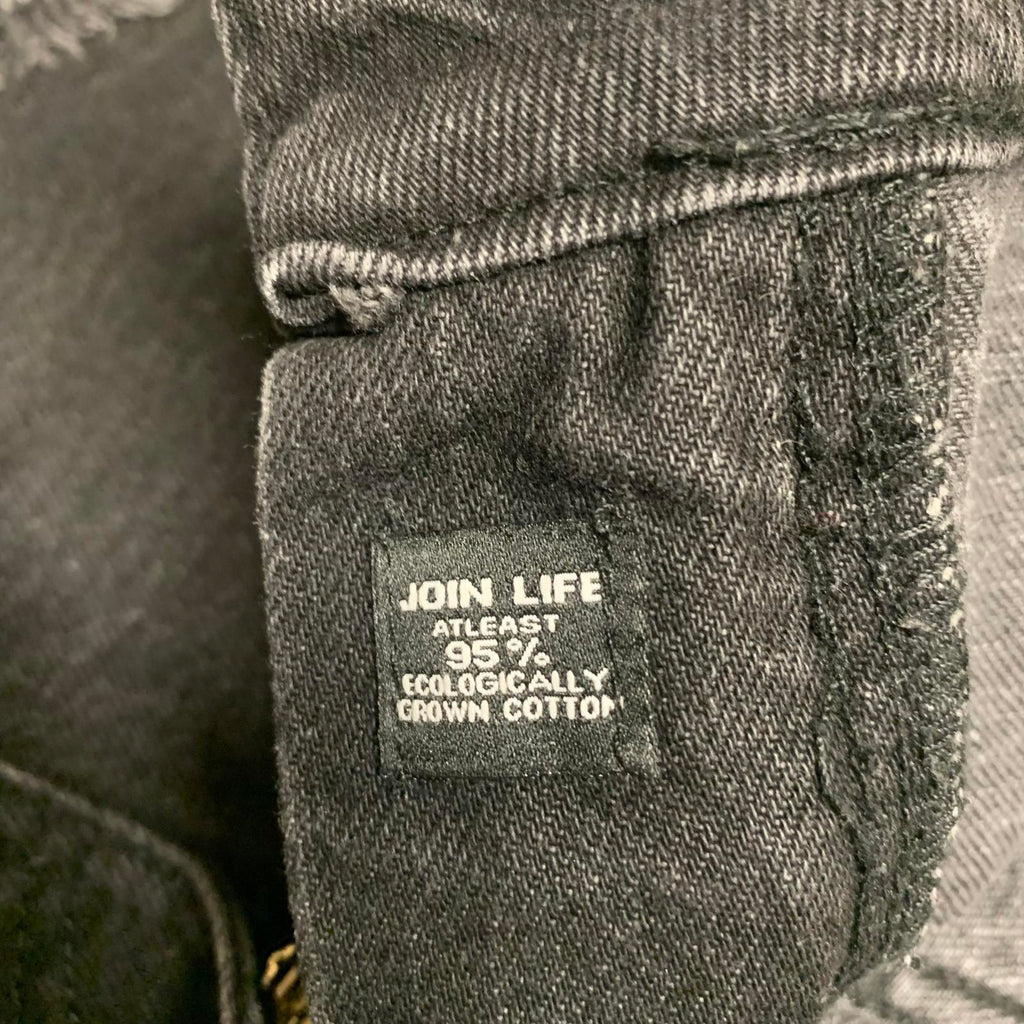 JOIN LIFE
ATLEAST
95%
ECOLOGICALLY
GROWN COTTON